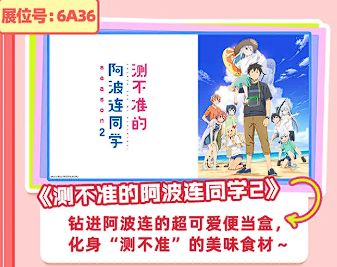 展位号:6A36
测不准的
阿波连同学
season2
《测不准的阿波连同学2》
钻进阿波连的超可爱便当盒,
化身“测不准”的美味食材~